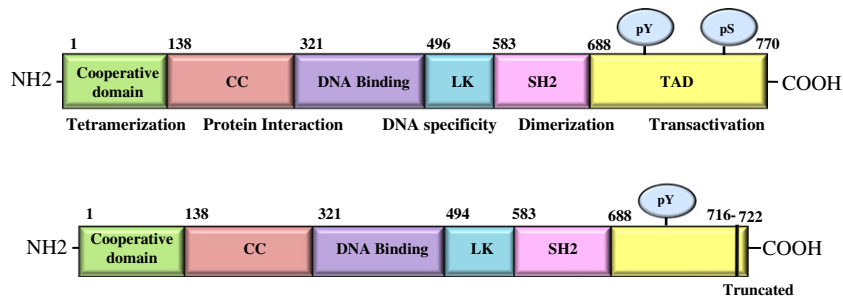 1 138 321 496 583 688 pY pS 770
NH2 Cooperative domain CC DNA Binding LK SH2 TAD COOH
Tetramerization Protein Interaction DNA specificity Dimerization Transactivation
1 138 321 494 583 688 pY 716- 722
NH2 Cooperative domain CC DNA Binding LK SH2 COOH
Truncated